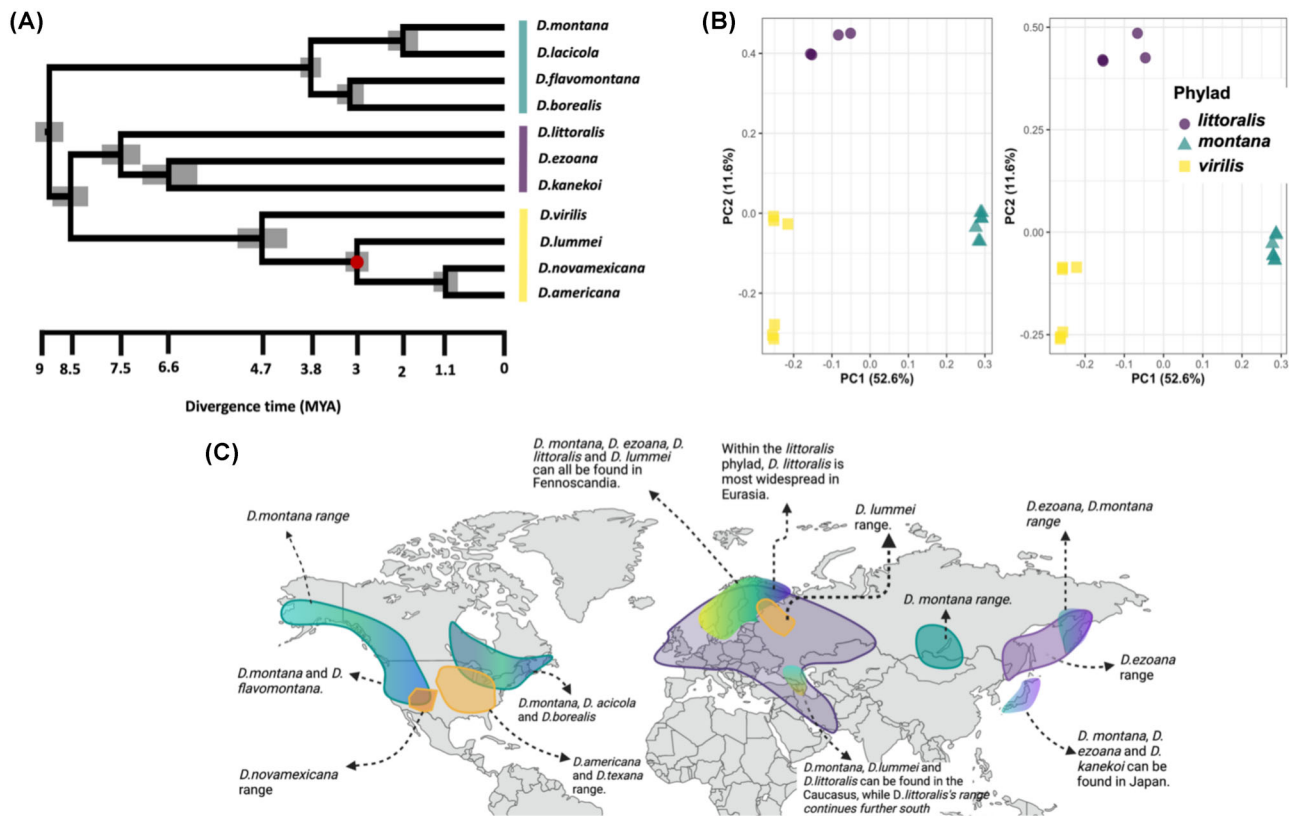 (A)
D.montana
D.lacicola
D.flavomontana
D.borealis
D.littoralis
D.ezoana
D.kanekoi
D.virilis
D.lummei
D.novamexicana
D.americana
9 8.5 7.5 6.6 4.7 3.8 3 2 1.1 0
Divergence time (MYA)
(B)
PC2 (11.6%)
0.4
0.2
0.0
-0.2
-0.2 -0.1 0.0 0.1 0.2 0.3
PC1 (52.6%)
PC2 (11.6%)
0.50
0.25
0.00
-0.25
-0.2 -0.1 0.0 0.1 0.2 0.3
PC1 (52.6%)
Phylad
littoralis
montana
virilis
(C)
D. montana, D. ezoana, D.
littoralis and D. lummei
can all be found in
Fennoscandia.
Within the littoralis
phylad, D. littoralis is
most widespread in
Eurasia.
D. lummei
range.
D.ezoana, D.montana
range
D.montana range
D. montana range.
D.montana and D.
flavomontana.
D.montana, D. acicola
and D.borealis
D.ezoana
range
D.novamexicana
range
D.americana
and D.texana
range.
D.montana, D.lummei and
D.littoralis can be found in the
Caucasus, while D.littoralis's range
continues further south
D. montana, D.
ezoana and D.
kanekoi can be
found in Japan.